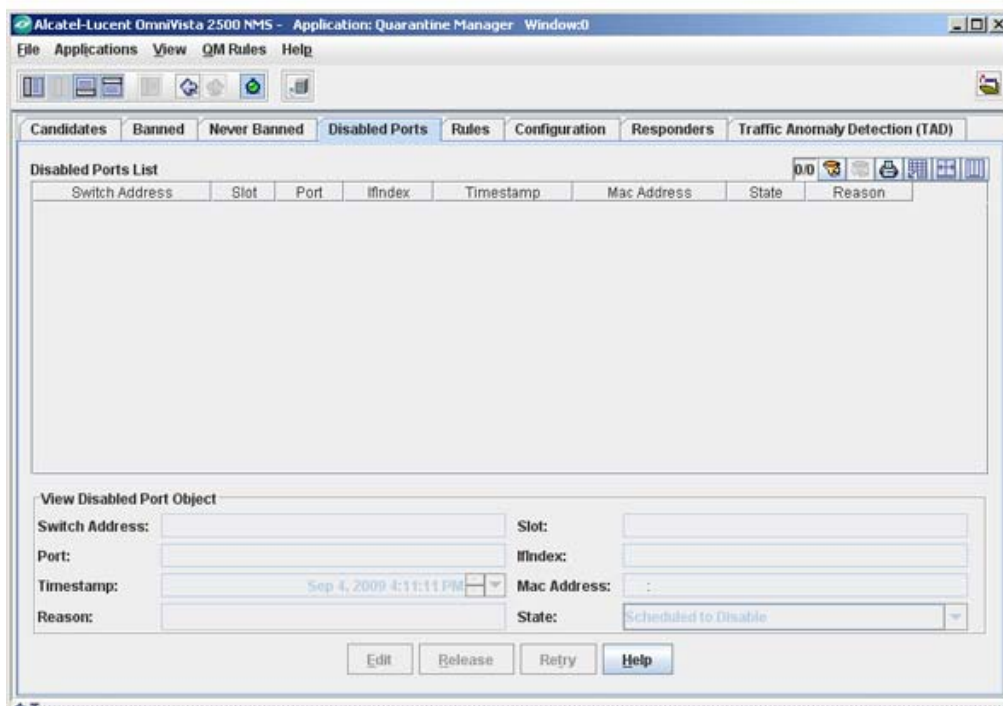 Alcatel-Lucent OmniVista 2500 NMS - Application: Quarantine Manager Window:0
File Applications View QM Rules Help
Candidates Banned Never Banned Disabled Ports Rules Configuration Responders Traffic Anomaly Detection (TAD)
Disabled Ports List 0/0
Switch Address Slot Port IfIndex Timestamp Mac Address State Reason
View Disabled Port Object
Switch Address: Slot:
Port: IfIndex:
Timestamp: Sep 4, 2009 4:11:11 PM Mac Address: :
Reason: State: Scheduled to Disable
Edit Release Retry Help